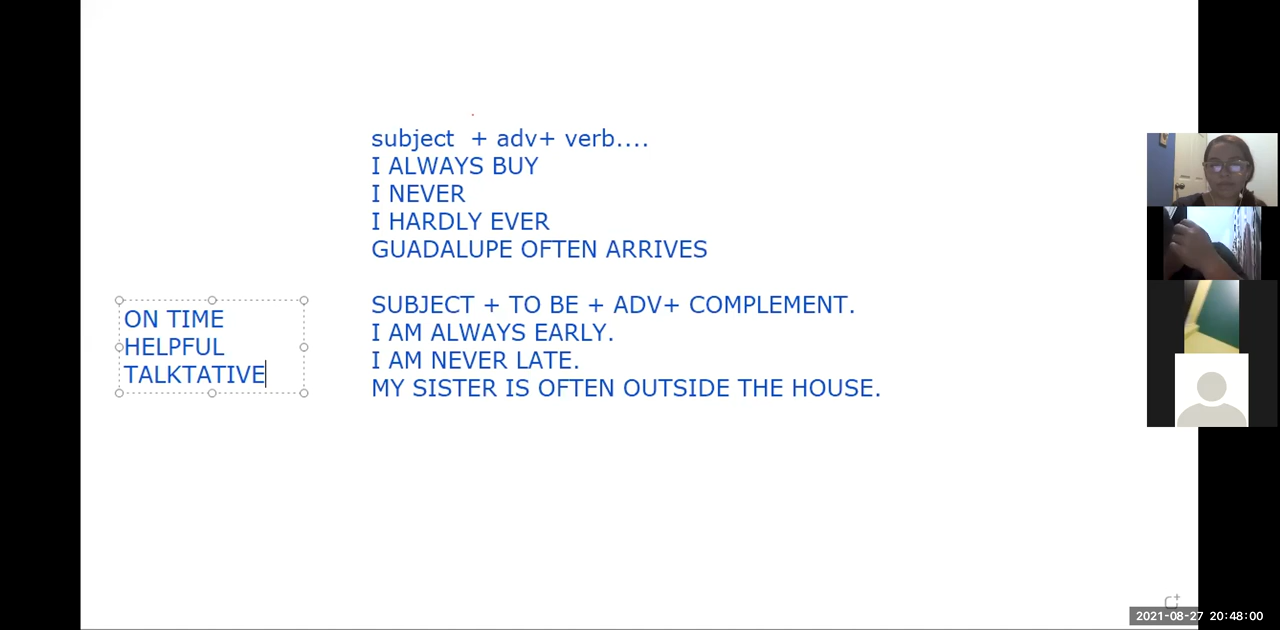 subject + adv+ verb....
I ALWAYS BUY
I NEVER
I HARDLY EVER
GUADALUPE OFTEN ARRIVES
SUBJECT + TO BE + ADV+ COMPLEMENT.
I AM ALWAYS EARLY.
I AM NEVER LATE.
MY SISTER IS OFTEN OUTSIDE THE HOUSE.
ON TIME
HELPFUL
TALKTATIVE
2021-08-27 20:48:00